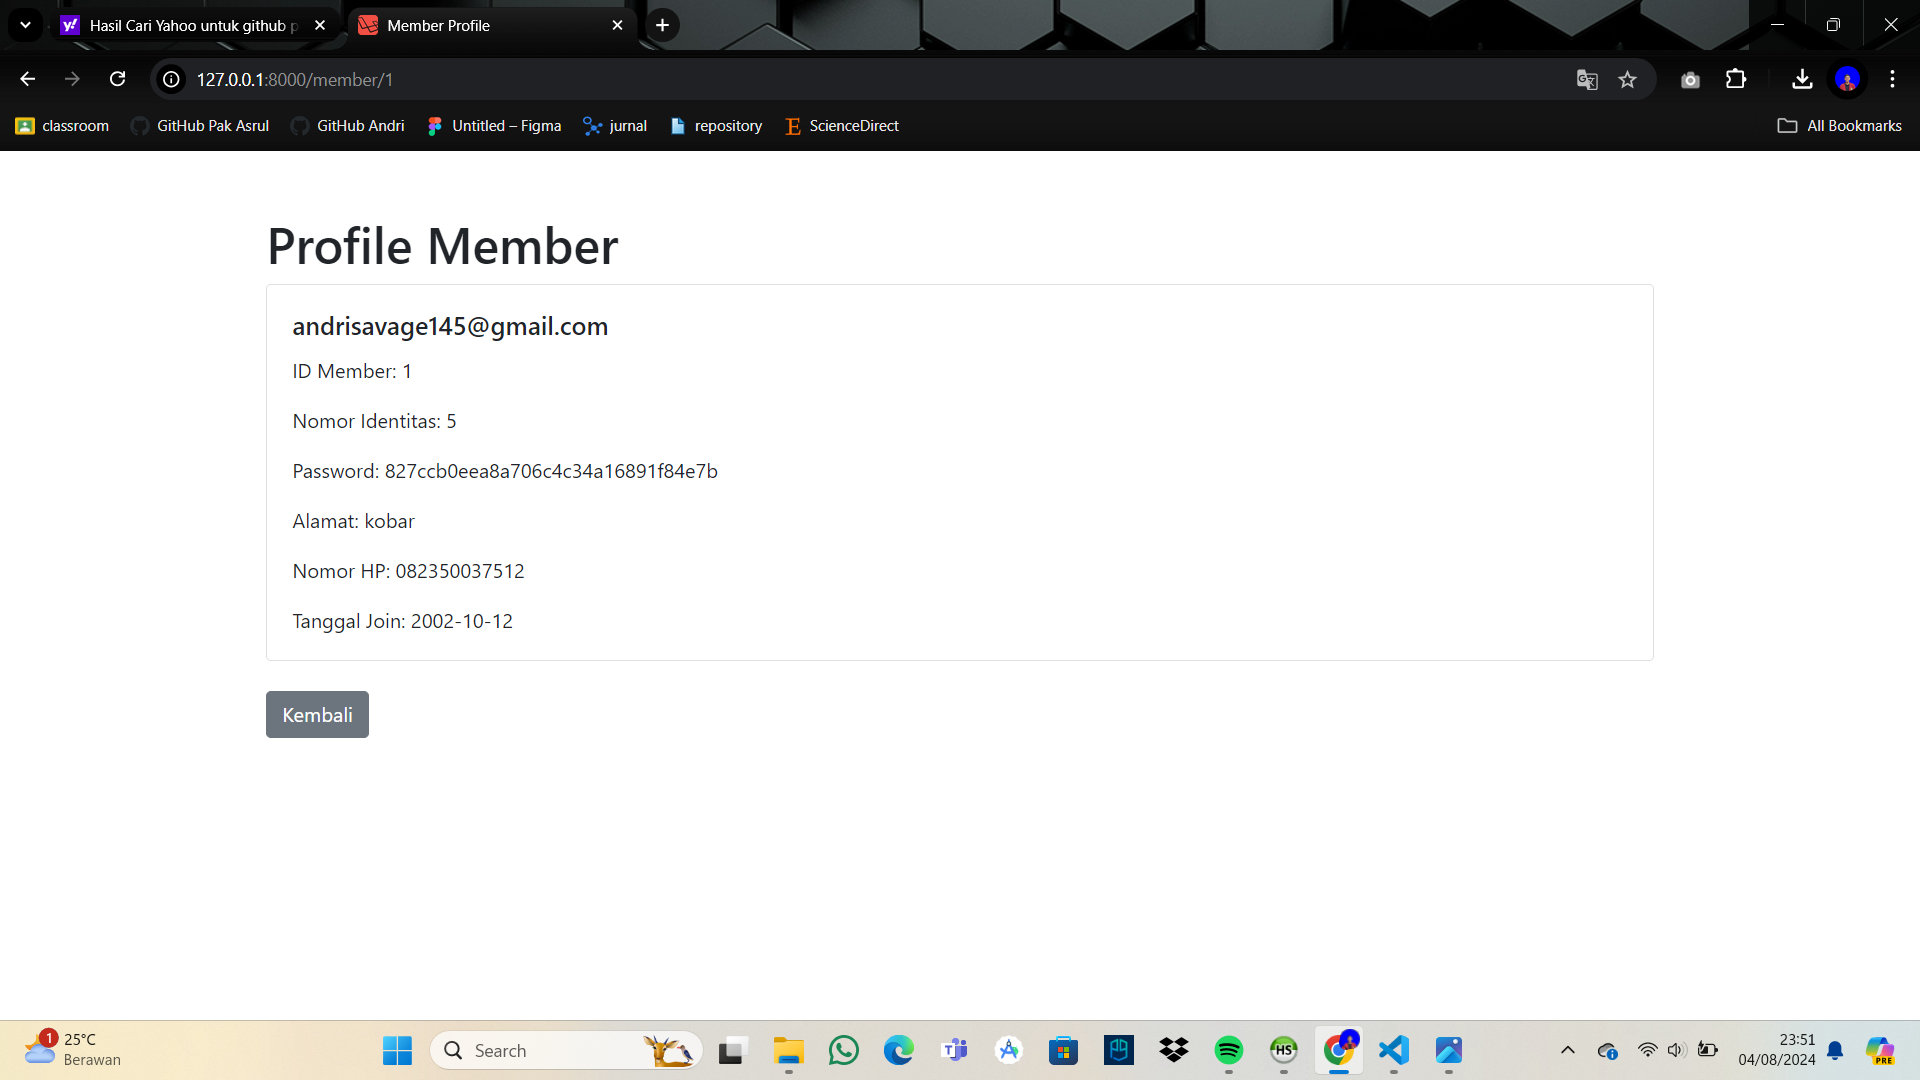 Hasil Cari Yahoo untuk github p
Member Profile
127.0.0.1:8000/member/1
classroom
GitHub Pak Asrul
GitHub Andri
Untitled – Figma
jurnal
repository
ScienceDirect
All Bookmarks
Profile Member
andrisavage145@gmail.com
ID Member: 1
Nomor Identitas: 5
Password: 827ccb0eea8a706c4c34a16891f84e7b
Alamat: kobar
Nomor HP: 082350037512
Tanggal Join: 2002-10-12
Kembali
1
25°C
Berawan
Search
HS
PRE
23:51
04/08/2024